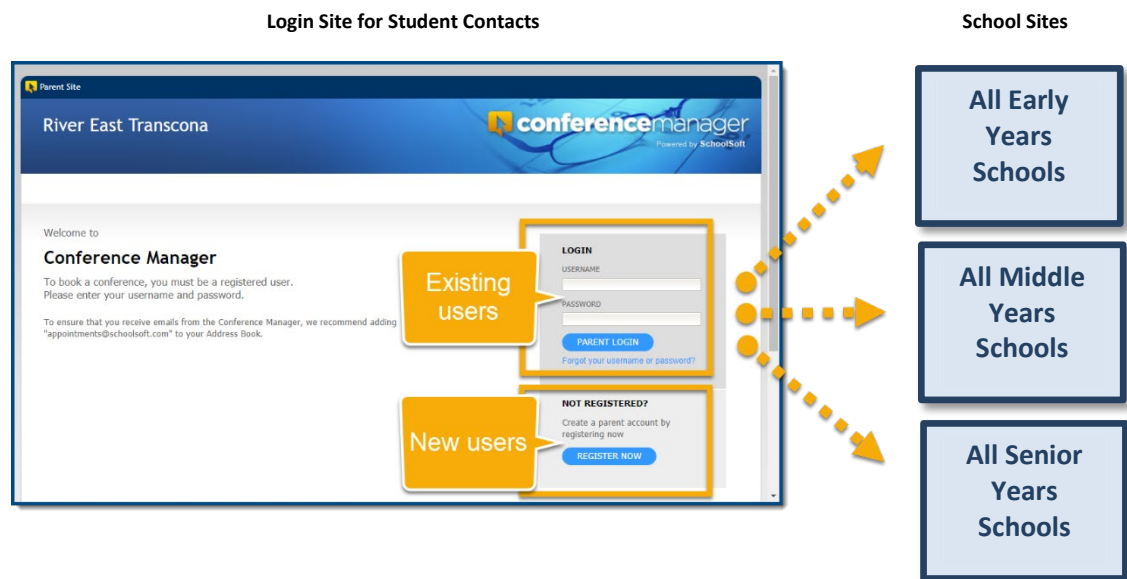 Login Site for Student Contacts
School Sites
Parent Site
River East Transcona
conferencemanager
Powered by SchoolSoft
Welcome to
Conference Manager
To book a conference, you must be a registered user.
Please enter your username and password.
To ensure that you receive emails from the Conference Manager, we recommend adding
"appointments@schoolsoft.com" to your Address Book.
Existing
users
LOGIN
USERNAME
PASSWORD
PARENT LOGIN
Forgot your username or password?
New users
NOT REGISTERED?
Create a parent account by
registering now
REGISTER NOW
All Early
Years
Schools
All Middle
Years
Schools
All Senior
Years
Schools